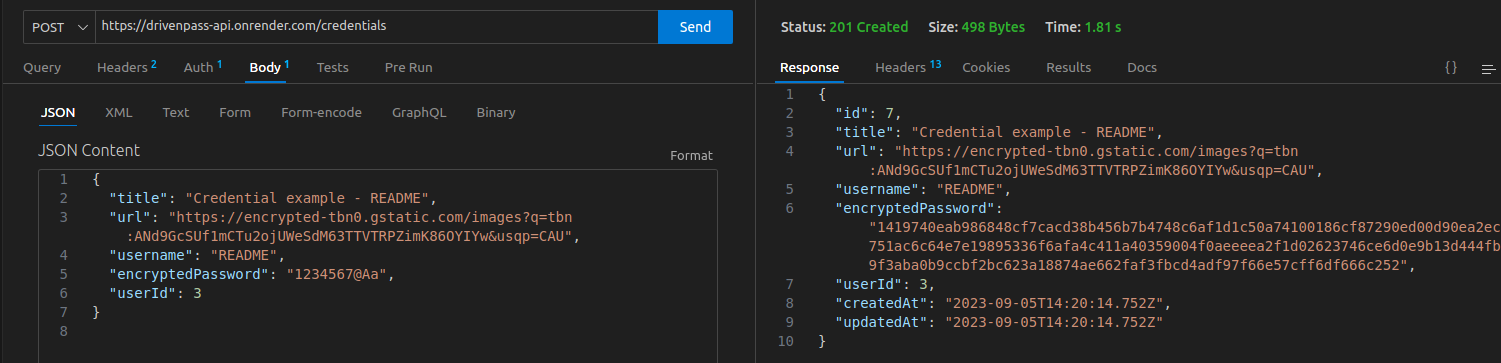 POST
https://drivenpass-api.onrender.com/credentials
Send
Query
Headers 2
Auth 1
Body 1
Tests
Pre Run
JSON
XML
Text
Form
Form-encode
GraphQL
Binary
JSON Content
Format
1 {
2 "title": "Credential example - README",
3 "url": "https://encrypted-tbn0.gstatic.com/images?q=tbn
:ANd9GcSUf1mCTu2ojUWeSdM63TTVTRPZimK86OYIYw&usqp=CAU",
4 "username": "README",
5 "encryptedPassword": "1234567@Aa",
6 "userId": 3
7 }
8
Status: 201 Created Size: 498 Bytes Time: 1.81 s
Response
Headers 13
Cookies
Results
Docs
{}
1 {
2 "id": 7,
3 "title": "Credential example - README",
4 "url": "https://encrypted-tbn0.gstatic.com/images?q=tbn
:ANd9GcSUf1mCTu2ojUWeSdM63TTVTRPZimK86OYIYw&usqp=CAU",
5 "username": "README",
6 "encryptedPassword":
"1419740eab986848cf7cacd38b456b7b4748c6af1d1c50a74100186cf87290ed00d90ea2ec
751ac6c64e7e19895336f6afa4c411a40359004f0aeeeea2f1d02623746ce6d0e9b13d444fb
9f3aba0b9ccbf2bc623a18874ae662faf3fbcd4adf97f66e57cff6df666c252",
7 "userId": 3,
8 "createdAt": "2023-09-05T14:20:14.752Z",
9 "updatedAt": "2023-09-05T14:20:14.752Z"
10 }